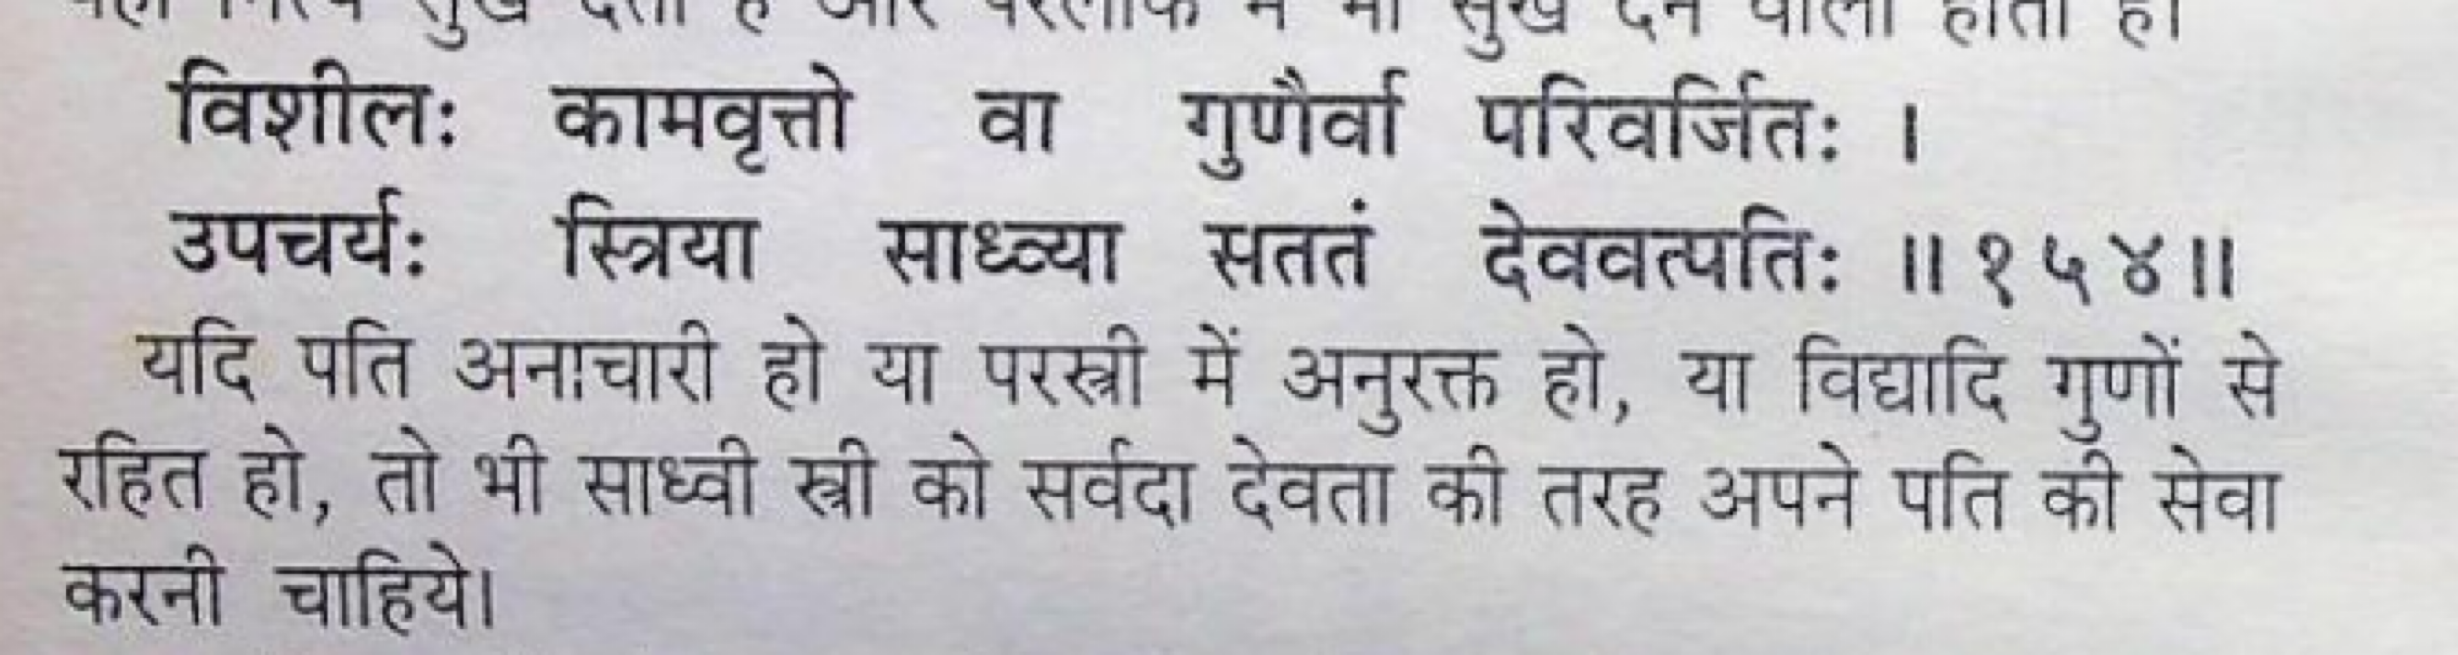 नित्य सुख देता है और परलोक में भी सुख देने वाला होता है।
विशीलः कामवृत्तो वा गुणैर्वा परिवर्जितः ।
उपचर्यः स्त्रिया साध्व्या सततं देववत्पतिः ॥१५४॥
यदि पति अनाचारी हो या परस्त्री में अनुरक्त हो, या विद्यादि गुणों से
रहित हो, तो भी साध्वी स्त्री को सर्वदा देवता की तरह अपने पति की सेवा
करनी चाहिये।